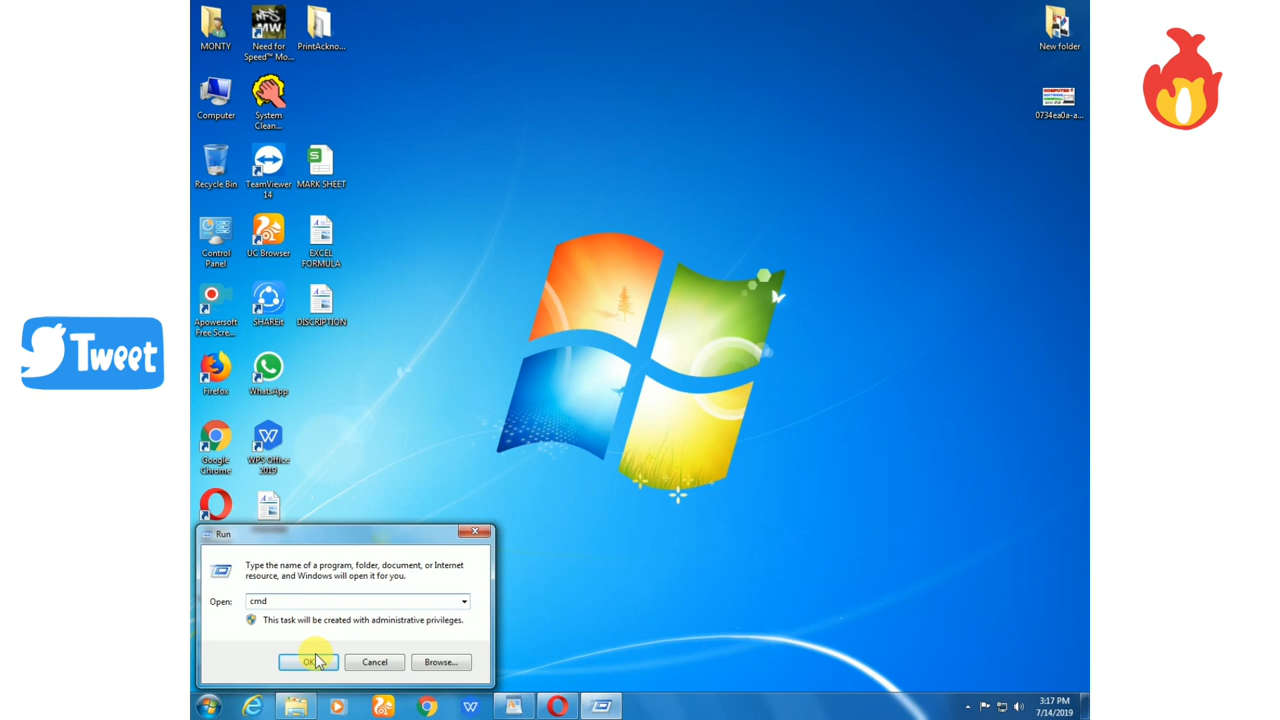 MONTY
Need for
Speed™ Mo...
PrintAckno...
New folder
Computer
System
Clean...
0734ea0a-a...
Recycle Bin
TeamViewer
14
MARK SHEET
Control
Panel
UC Browser
EXCEL
FORMULA
Apowersoft
Free Scre...
SHAREit
DISCRIPTION
Firefox
WhatsApp
Google
Chrome
WPS Office
2019
Tweet
Run
Type the name of a program, folder, document, or Internet
resource, and Windows will open it for you.
Open:
cmd
This task will be created with administrative privileges.
OK
Cancel
Browse...
3:17 PM
7/14/2019